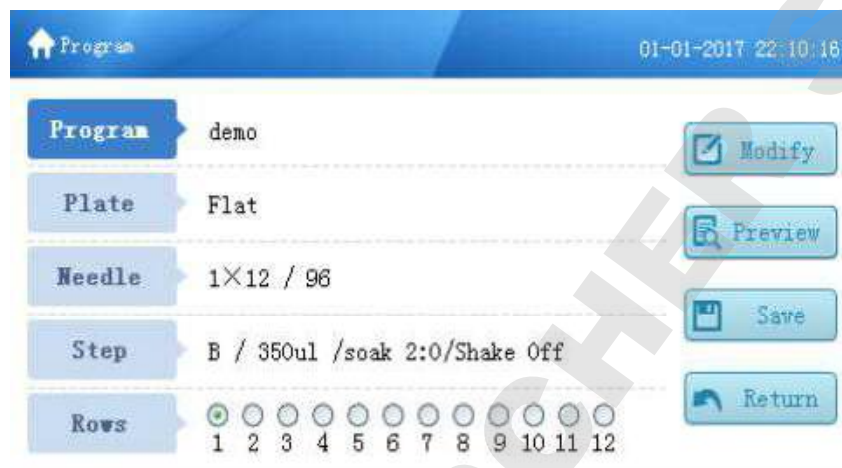 Program
01-01-2017 22:10:16
Program demo
Modify
Plate Flat
Preview
Needle 1×12 / 96
Save
Step B / 350ul /soak 2:0/Shake Off
Return
Rows
1 2 3 4 5 6 7 8 9 10 11 12